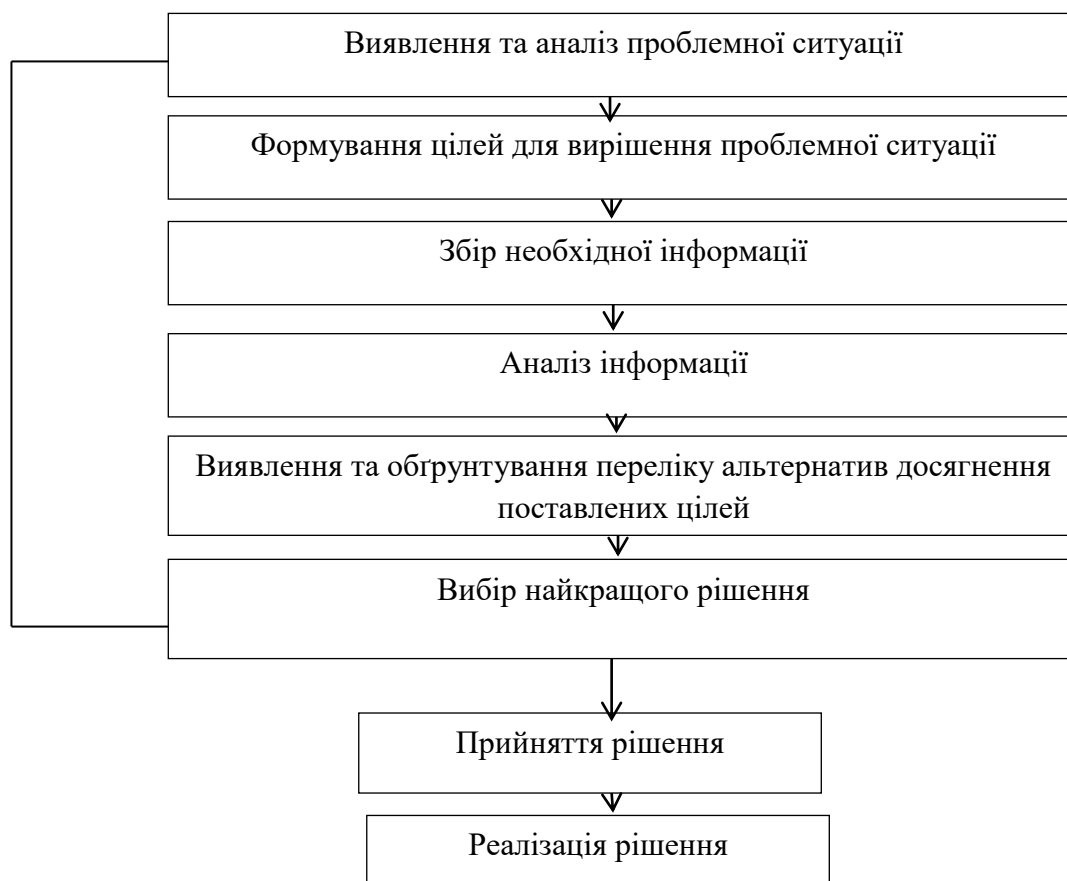 Виявлення та аналіз проблемної ситуації
Формування цілей для вирішення проблемної ситуації
Збір необхідної інформації
Аналіз інформації
Виявлення та обґрунтування переліку альтернатив досягнення
поставлених цілей
Вибір найкращого рішення
Прийняття рішення
Реалізація рішення